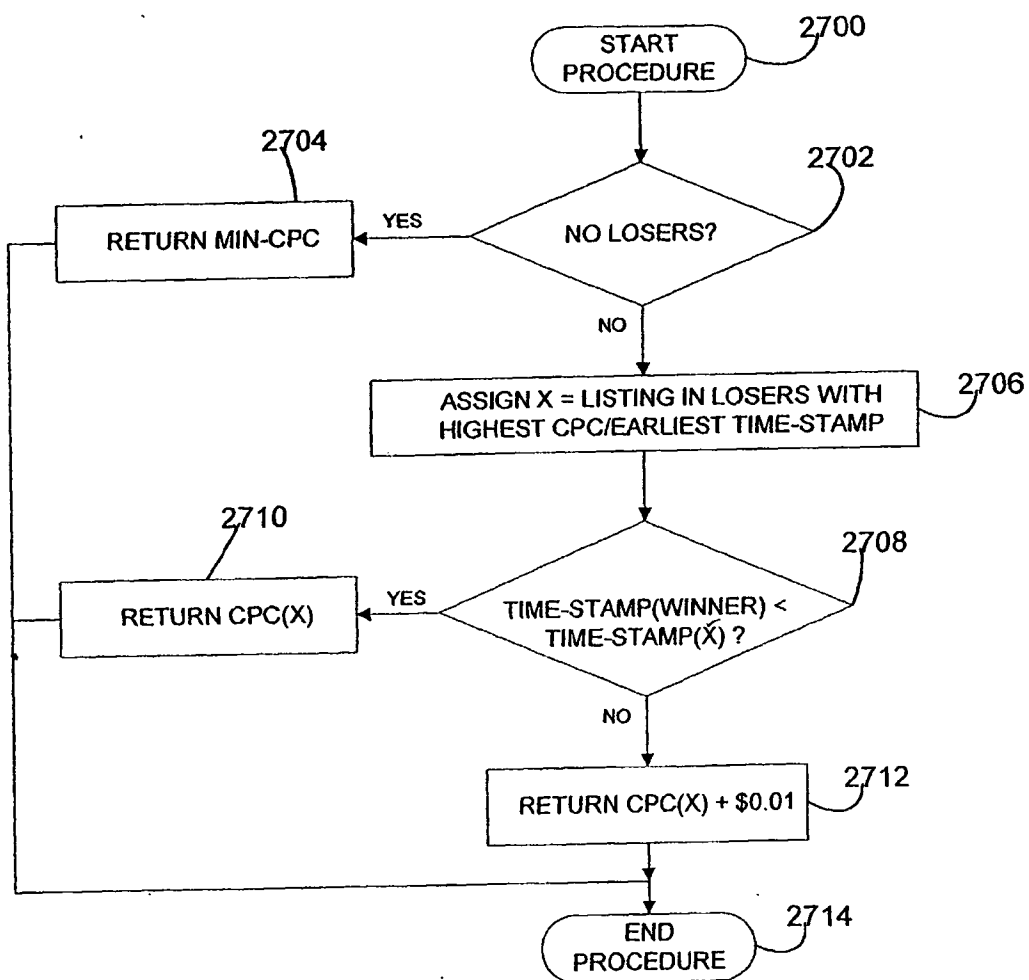 2700
START
PROCEDURE
2704
2702
RETURN MIN-CPC
YES
NO LOSERS?
NO
2706
ASSIGN X = LISTING IN LOSERS WITH
HIGHEST CPC/EARLIEST TIME-STAMP
2710
2708
RETURN CPC(X)
YES
TIME-STAMP(WINNER) <
TIME-STAMP(X) ?
NO
2712
RETURN CPC(X) + $0.01
2714
END
PROCEDURE